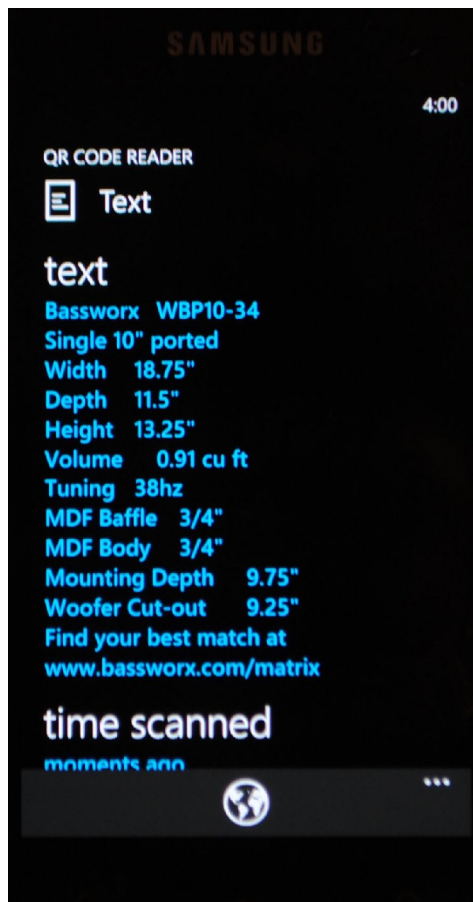 SAMSUNG
4:00
QR CODE READER
Text
text
Bassworx WBP10-34
Single 10" ported
Width 18.75"
Depth 11.5"
Height 13.25"
Volume 0.91 cu ft
Tuning 38hz
MDF Baffle 3/4"
MDF Body 3/4"
Mounting Depth 9.75"
Woofer Cut-out 9.25"
Find your best match at
www.bassworx.com/matrix
time scanned
moments ago